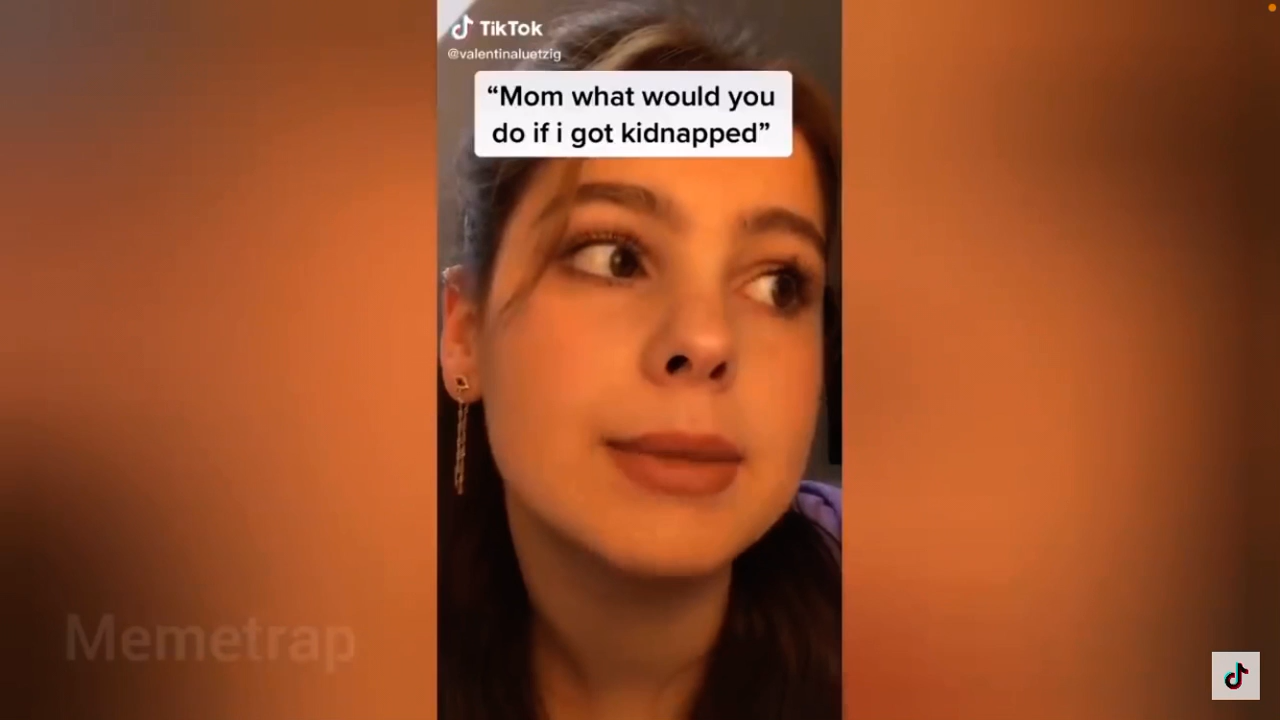 TikTok
@valentinaluetzig
“Mom what would you
do if i got kidnapped”
Memetrap